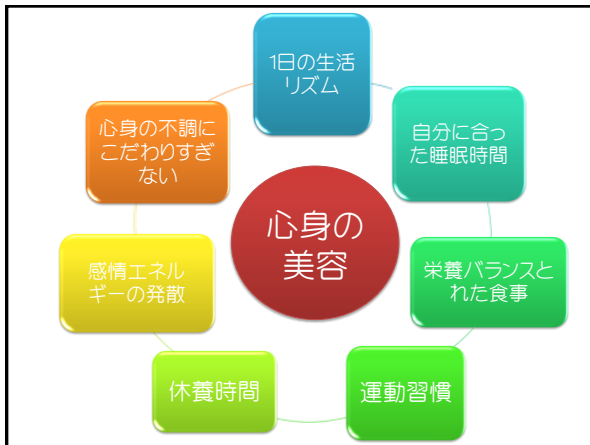 1日の生活
リズム
自分に合っ
た睡眠時間
栄養バランスと
れた食事
運動習慣
休養時間
感情エネル
ギーの発散
心身の不調に
こだわりすぎ
ない
心身の
美容